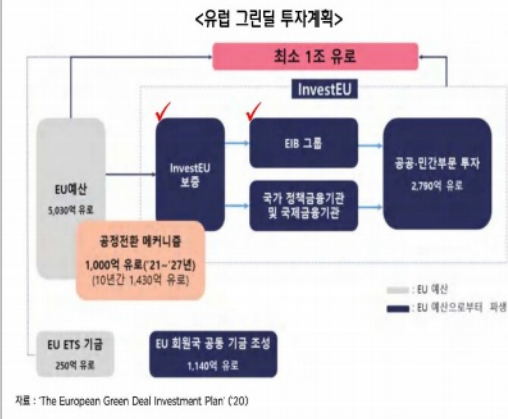 <유럽 그린딜 투자계획>
최소 1조 유로
InvestEU
EU예산
5,030억 유로
InvestEU
보증
EIB 그룹
국가 정책금융기관
및 국제금융기관
공공·민간부문 투자
2,790억 유로
공정전환 메커니즘
1,000억 유로('21~'27년)
(10년간 1,430억 유로)
: EU 예산
: EU 예산으로부터 파생
EU ETS 기금
250억 유로
EU 회원국 공통 기금 조성
1,140억 유로
자료 : 'The European Green Deal Investment Plan' ('20)